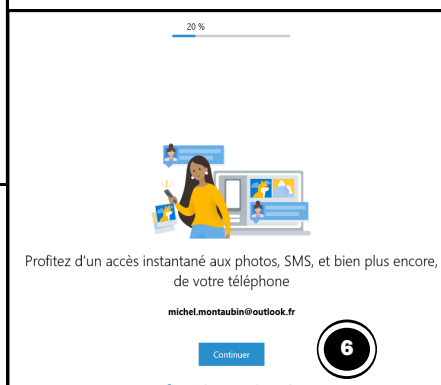 20 %
Profitez d'un accès instantané aux photos, SMS, et bien plus encore,
de votre téléphone
michel.montaubin@outlook.fr
Continuer
6